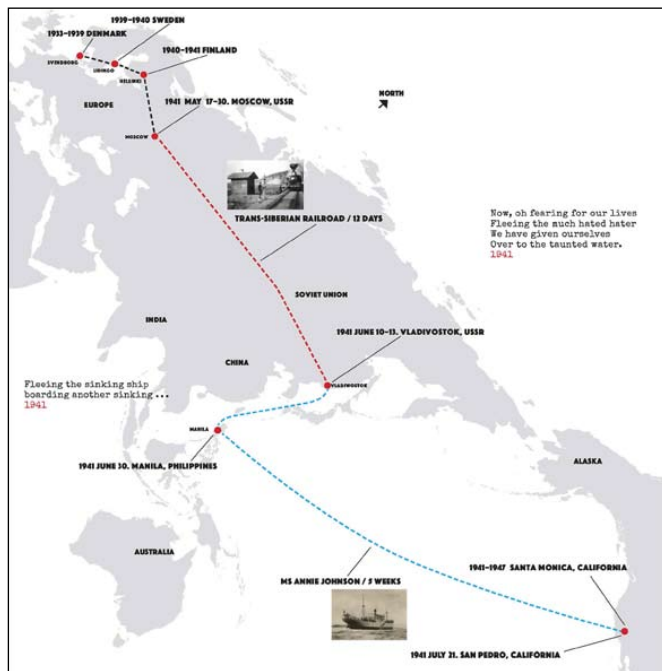 1939–1940 SWEDEN
1933–1939 DENMARK
1940–1941 FINLAND
SVENDBORG
LIDINGO
HELSINKI
NORTH
EUROPE
1941 MAY 17–30. MOSCOW, USSR
MOSCOW
Now, oh fearing for our lives
Fleeing the much hated hater
We have given ourselves
Over to the taunted water.
1941
TRANS-SIBERIAN RAILROAD / 12 DAYS
SOVIET UNION
INDIA
1941 JUNE 10–13. VLADIVOSTOK, USSR
CHINA
VLADIWOSTOK
Fleeing the sinking ship
boarding another sinking ...
1941
MANILA
1941 JUNE 30. MANILA, PHILIPPINES
ALASKA
AUSTRALIA
1941–1947 SANTA MONICA, CALIFORNIA
MS ANNIE JOHNSON / 5 WEEKS
1941 JULY 21. SAN PEDRO, CALIFORNIA